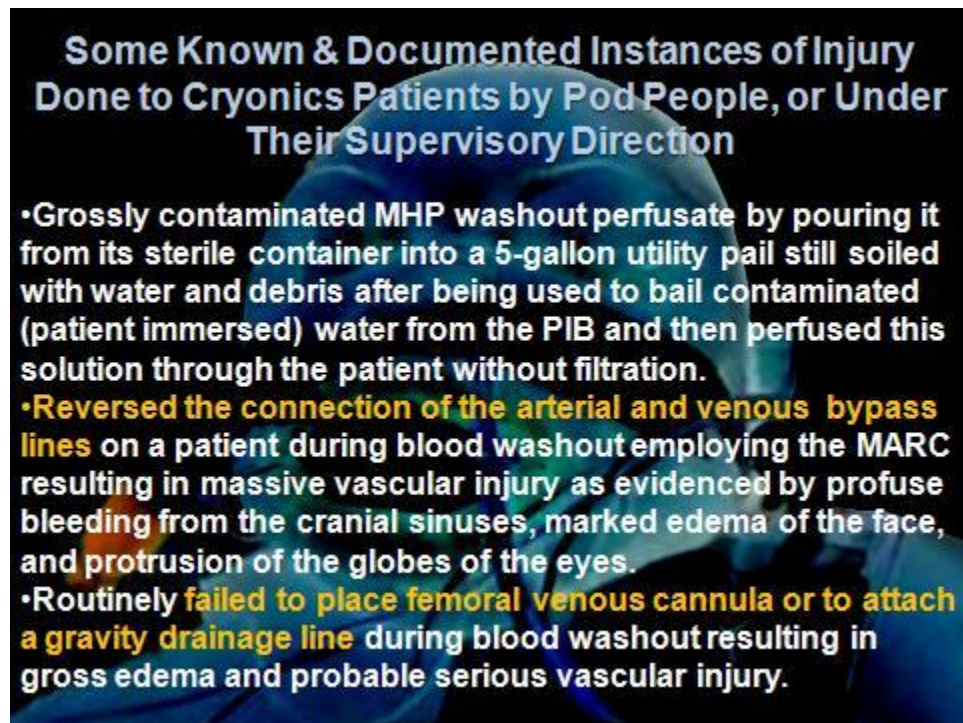 Some Known & Documented Instances of Injury
Done to Cryonics Patients by Pod People, or Under
Their Supervisory Direction
•Grossly contaminated MHP washout perfusate by pouring it
from its sterile container into a 5-gallon utility pail still soiled
with water and debris after being used to bail contaminated
(patient immersed) water from the PIB and then perfused this
solution through the patient without filtration.
•Reversed the connection of the arterial and venous bypass
lines on a patient during blood washout employing the MARC
resulting in massive vascular injury as evidenced by profuse
bleeding from the cranial sinuses, marked edema of the face,
and protrusion of the globes of the eyes.
•Routinely failed to place femoral venous cannula or to attach
a gravity drainage line during blood washout resulting in
gross edema and probable serious vascular injury.